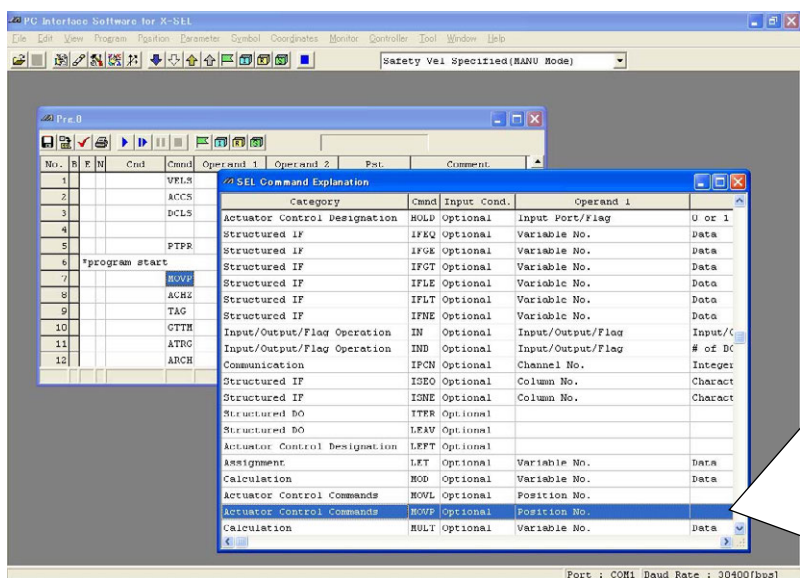 PC Interface Software for X-SEL
File Edit View Program Position Parameter Symbol Coordinates Monitor Controller Tool Window Help
Safety Vel Specified(MANU Mode)
Prg.0
No. B E N Cnd Cmnd Operand 1 Operand 2 Pst Comment
1 VELS
2 ACCS
3 DCLS
4
5 PTPR
6 *program start
7 MOVP
8 ACHZ
9 TAG
10 GTTM
11 ATRG
12 ARCH
SEL Command Explanation
Category Cmnd Input Cond. Operand 1
Actuator Control Designation HOLD Optional Input Port/Flag 0 or 1
Structured IF IFEQ Optional Variable No. Data
Structured IF IFGE Optional Variable No. Data
Structured IF IFGT Optional Variable No. Data
Structured IF IFLE Optional Variable No. Data
Structured IF IFLT Optional Variable No. Data
Structured IF IFNE Optional Variable No. Data
Input/Output/Flag Operation IN Optional Input/Output/Flag Input/
Input/Output/Flag Operation INB Optional Input/Output/Flag # of BC
Communication IPCN Optional Channel No. Integer
Structured IF ISEQ Optional Column No. Charact
Structured IF ISNE Optional Column No. Charact
Structured DO ITER Optional
Structured DO LEAV Optional
Actuator Control Designation LEFT Optional
Assignment LET Optional Variable No. Data
Calculation MOD Optional Variable No. Data
Actuator Control Commands MOVL Optional Position No.
Actuator Control Commands MOVP Optional Position No.
Calculation MULT Optional Variable No. Data
Port : COM1 Baud Rate : 38400[bps]